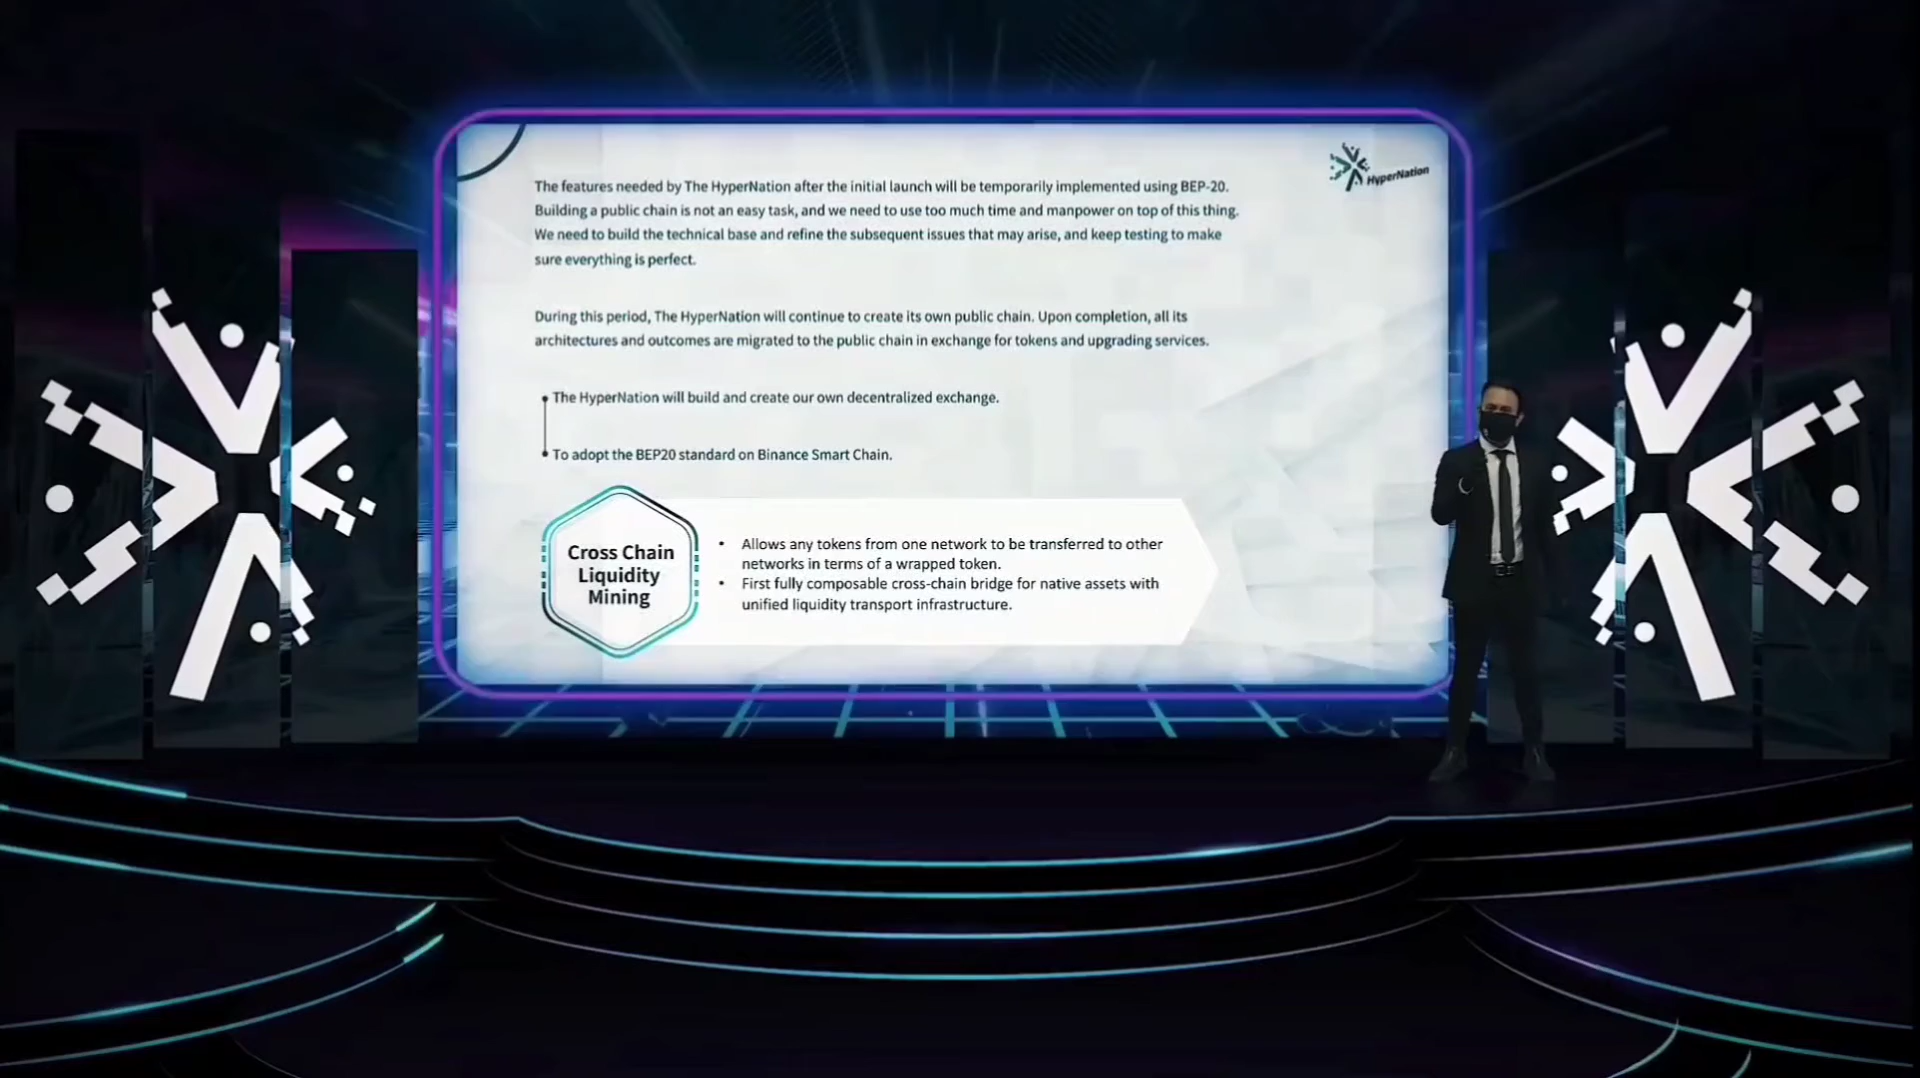 HyperNation
The features needed by The HyperNation after the initial launch will be temporarily implemented using BEP-20.
Building a public chain is not an easy task, and we need to use too much time and manpower on top of this thing.
We need to build the technical base and refine the subsequent issues that may arise, and keep testing to make
sure everything is perfect.
During this period, The HyperNation will continue to create its own public chain. Upon completion, all its
architectures and outcomes are migrated to the public chain in exchange for tokens and upgrading services.
The HyperNation will build and create our own decentralized exchange.
To adopt the BEP20 standard on Binance Smart Chain.
Cross Chain
Liquidity
Mining
• Allows any tokens from one network to be transferred to other
networks in terms of a wrapped token.
• First fully composable cross-chain bridge for native assets with
unified liquidity transport infrastructure.